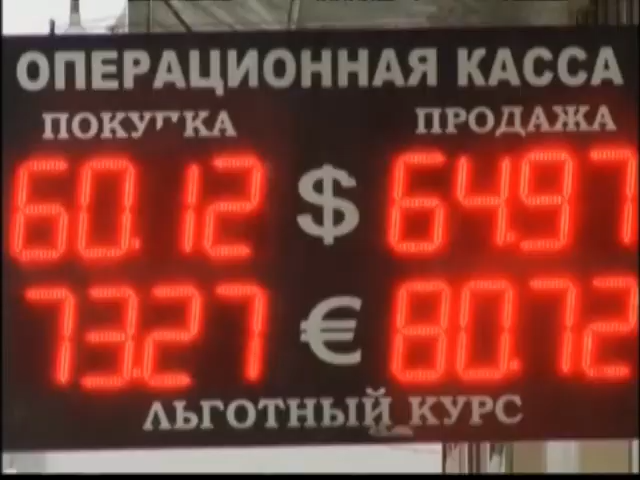 ОПЕРАЦИОННАЯ КАССА
ПОКУПКА ПРОДАЖА
60.12 $ 64.97
73.27 € 80.72
ЛЬГОТНЫЙ КУРС